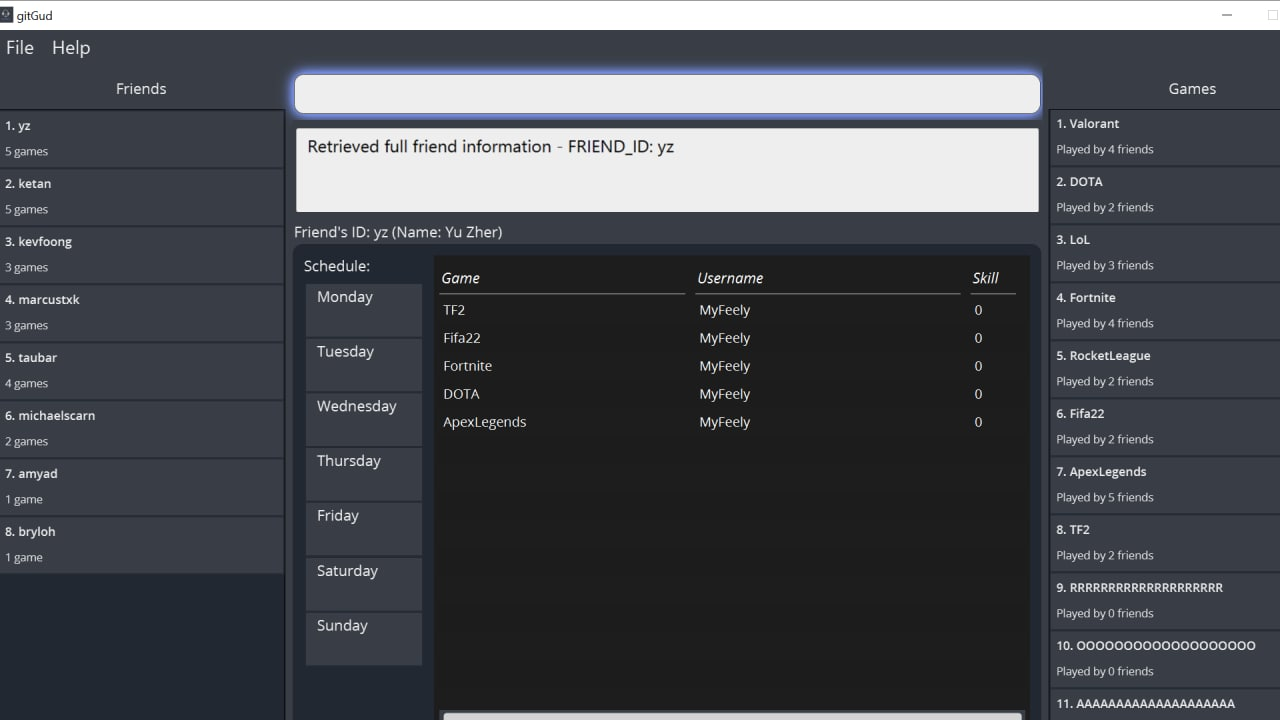 gitGud
File Help
Friends
1. yz
5 games
2. ketan
5 games
3. kevfoong
3 games
4. marcustxk
3 games
5. taubar
4 games
6. michaelscarn
2 games
7. amyad
1 game
8. bryloh
1 game
Retrieved full friend information - FRIEND_ID: yz
Friend's ID: yz (Name: Yu Zher)
Schedule:
Monday
Tuesday
Wednesday
Thursday
Friday
Saturday
Sunday
Game Username Skill
TF2 MyFeely 0
Fifa22 MyFeely 0
Fortnite MyFeely 0
DOTA MyFeely 0
ApexLegends MyFeely 0
Games
1. Valorant
Played by 4 friends
2. DOTA
Played by 2 friends
3. LoL
Played by 3 friends
4. Fortnite
Played by 4 friends
5. RocketLeague
Played by 2 friends
6. Fifa22
Played by 2 friends
7. ApexLegends
Played by 5 friends
8. TF2
Played by 2 friends
9. RRRRRRRRRRRRRRRRRRRR
Played by 0 friends
10. OOOOOOOOOOOOOOOOOOO
Played by 0 friends
11. AAAAAAAAAAAAAAAAAAAA